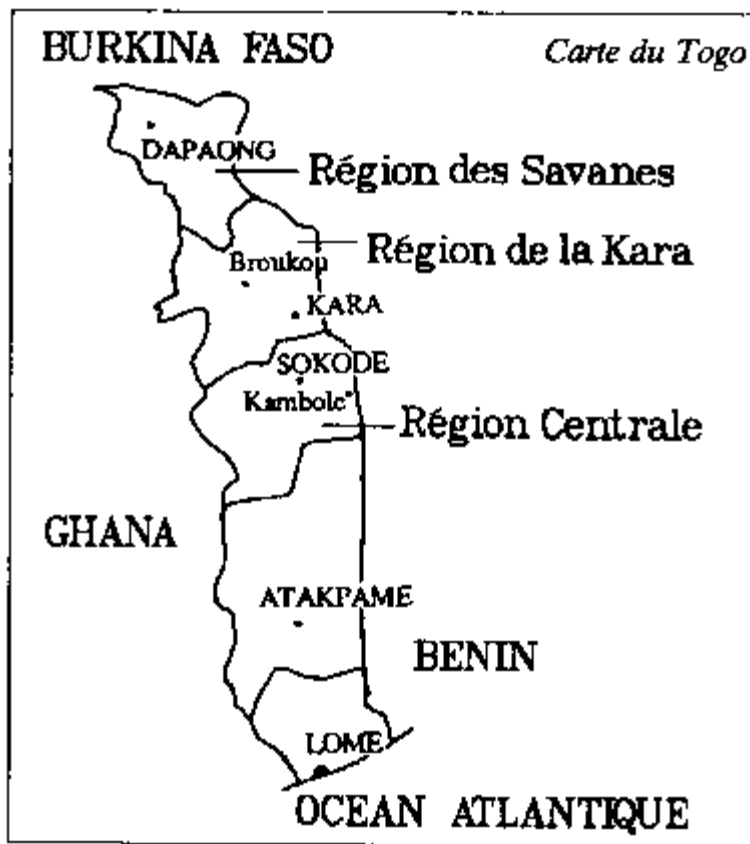 BURKINA FASO
Carte du Togo
DAPAONG
Région des Savanes
Région de la Kara
Broukou
KARA
SOKODE
Kambole
Région Centrale
GHANA
ATAKPAME
BENIN
LOME
OCEAN ATLANTIQUE